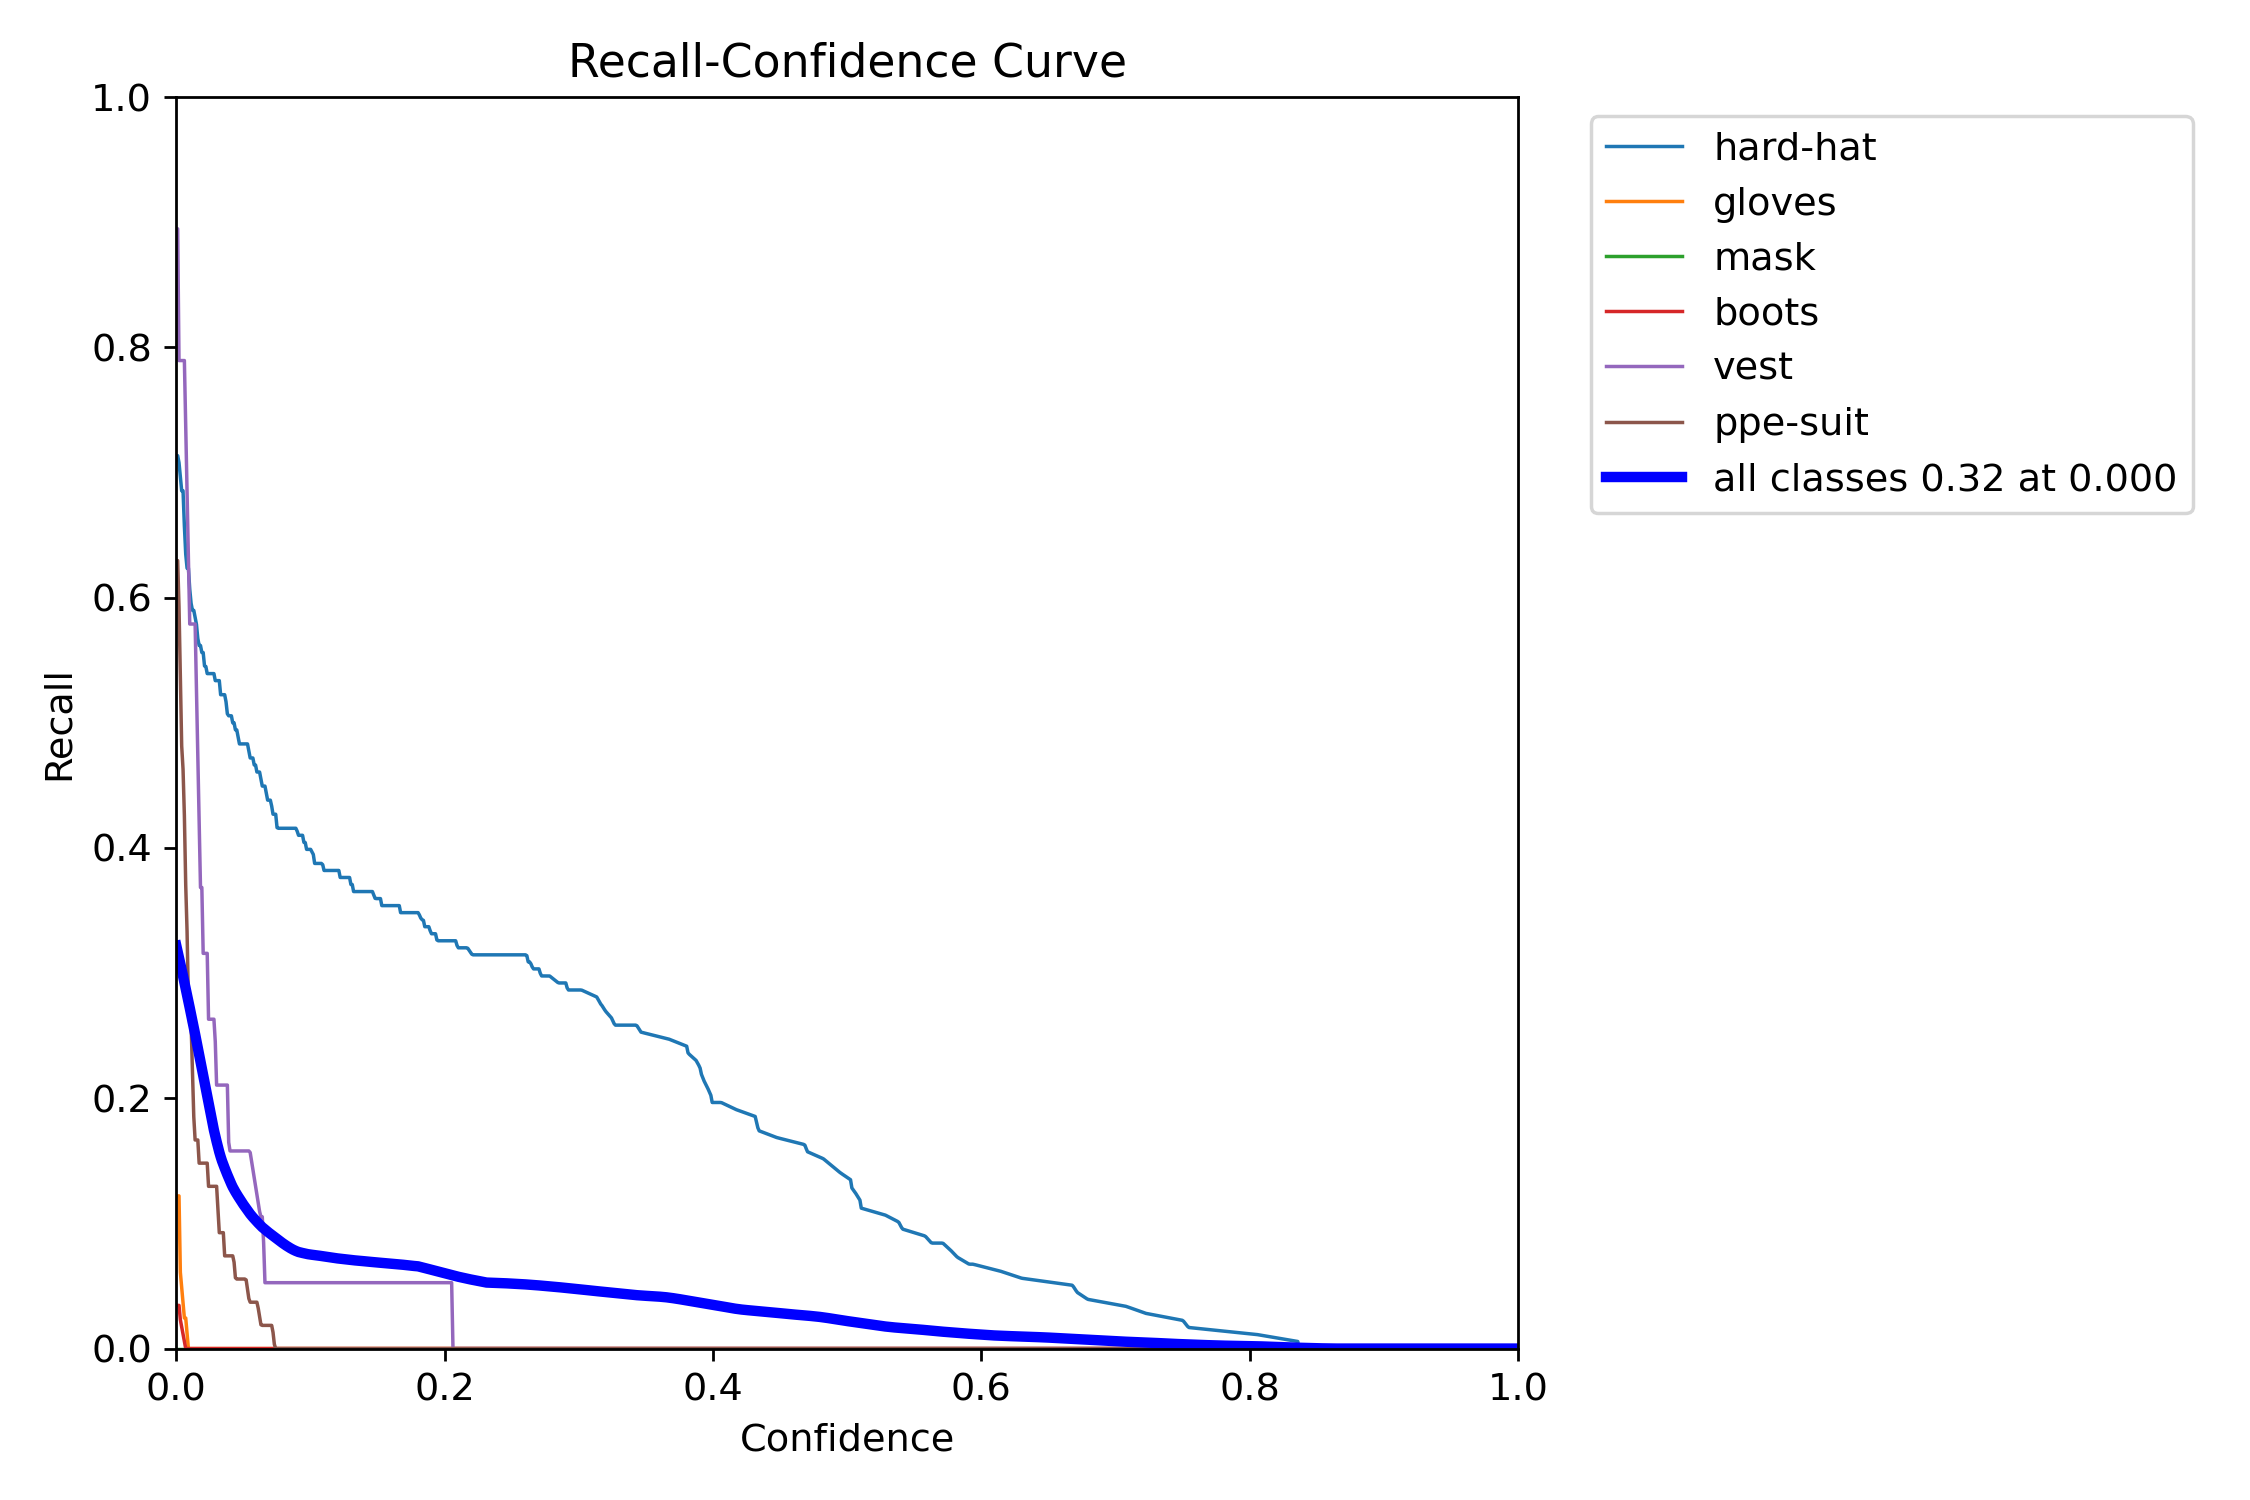 Recall-Confidence Curve
1.0
0.8
0.6
0.4
0.2
0.0
Recall
0.0 0.2 0.4 0.6 0.8 1.0
Confidence
hard-hat
gloves
mask
boots
vest
ppe-suit
all classes 0.32 at 0.000